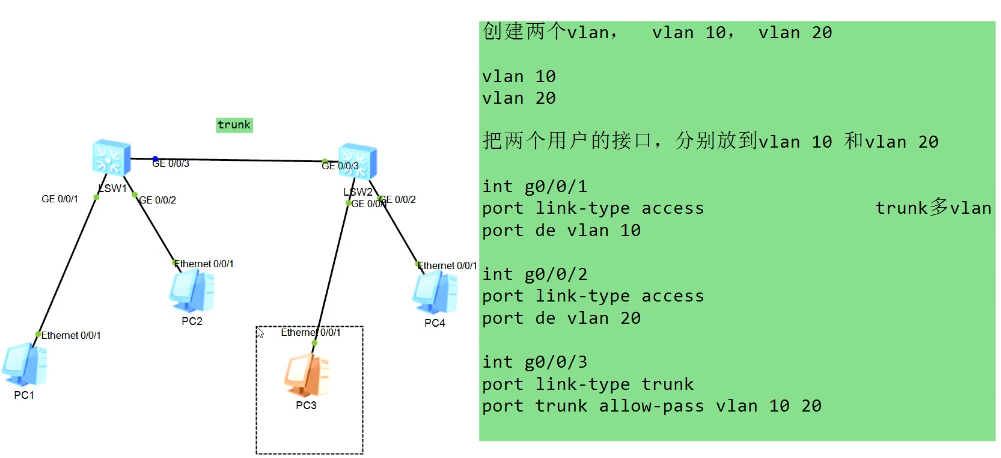 trunk
GE 0/0/3
GE 0/0/3
LSW1
LSW2
GE 0/0/1
GE 0/0/2
GE 0/0/1
GE 0/0/2
Ethernet 0/0/1
Ethernet 0/0/1
PC2
PC4
Ethernet 0/0/1
Ethernet 0/0/1
PC1
PC3
创建两个vlan， vlan 10， vlan 20
vlan 10
vlan 20
把两个用户的接口，分别放到vlan 10 和vlan 20
int g0/0/1
port link-type access trunk多vlan
port de vlan 10
int g0/0/2
port link-type access
port de vlan 20
int g0/0/3
port link-type trunk
port trunk allow-pass vlan 10 20